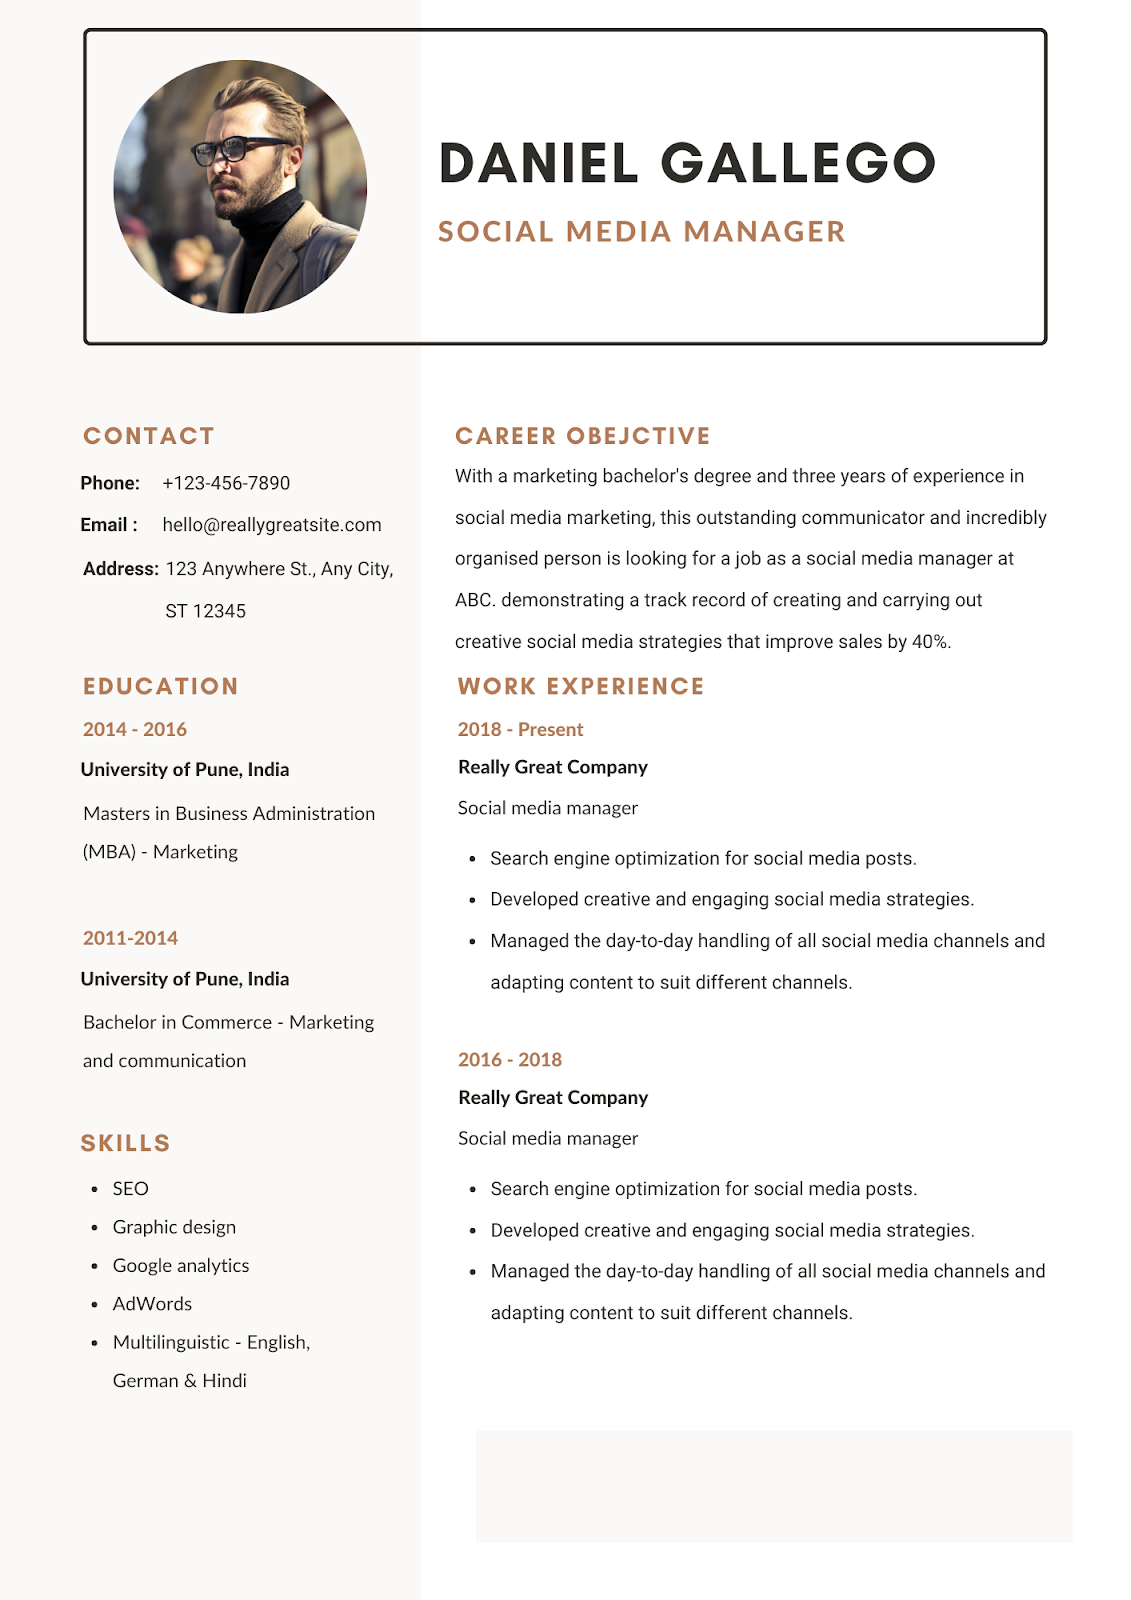 DANIEL GALLEGO
SOCIAL MEDIA MANAGER
CONTACT
Phone: +123-456-7890
Email : hello@reallygreatsite.com
Address: 123 Anywhere St., Any City,
ST 12345
EDUCATION
2014 - 2016
University of Pune, India
Masters in Business Administration
(MBA) - Marketing
2011-2014
University of Pune, India
Bachelor in Commerce - Marketing
and communication
SKILLS
• SEO
• Graphic design
• Google analytics
• AdWords
• Multilinguistic - English,
German & Hindi
CAREER OBEJCTIVE
With a marketing bachelor's degree and three years of experience in
social media marketing, this outstanding communicator and incredibly
organised person is looking for a job as a social media manager at
ABC. demonstrating a track record of creating and carrying out
creative social media strategies that improve sales by 40%.
WORK EXPERIENCE
2018 - Present
Really Great Company
Social media manager
• Search engine optimization for social media posts.
• Developed creative and engaging social media strategies.
• Managed the day-to-day handling of all social media channels and
adapting content to suit different channels.
2016 - 2018
Really Great Company
Social media manager
• Search engine optimization for social media posts.
• Developed creative and engaging social media strategies.
• Managed the day-to-day handling of all social media channels and
adapting content to suit different channels.